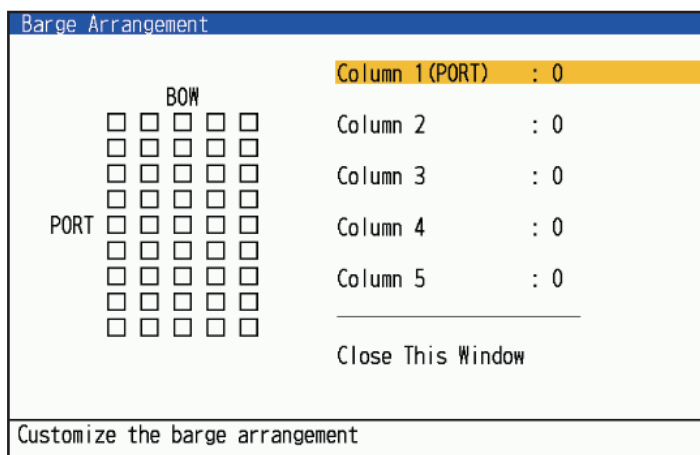 Barge Arrangement
BOW
PORT
Column 1(PORT) : 0
Column 2 : 0
Column 3 : 0
Column 4 : 0
Column 5 : 0
Close This Window
Customize the barge arrangement